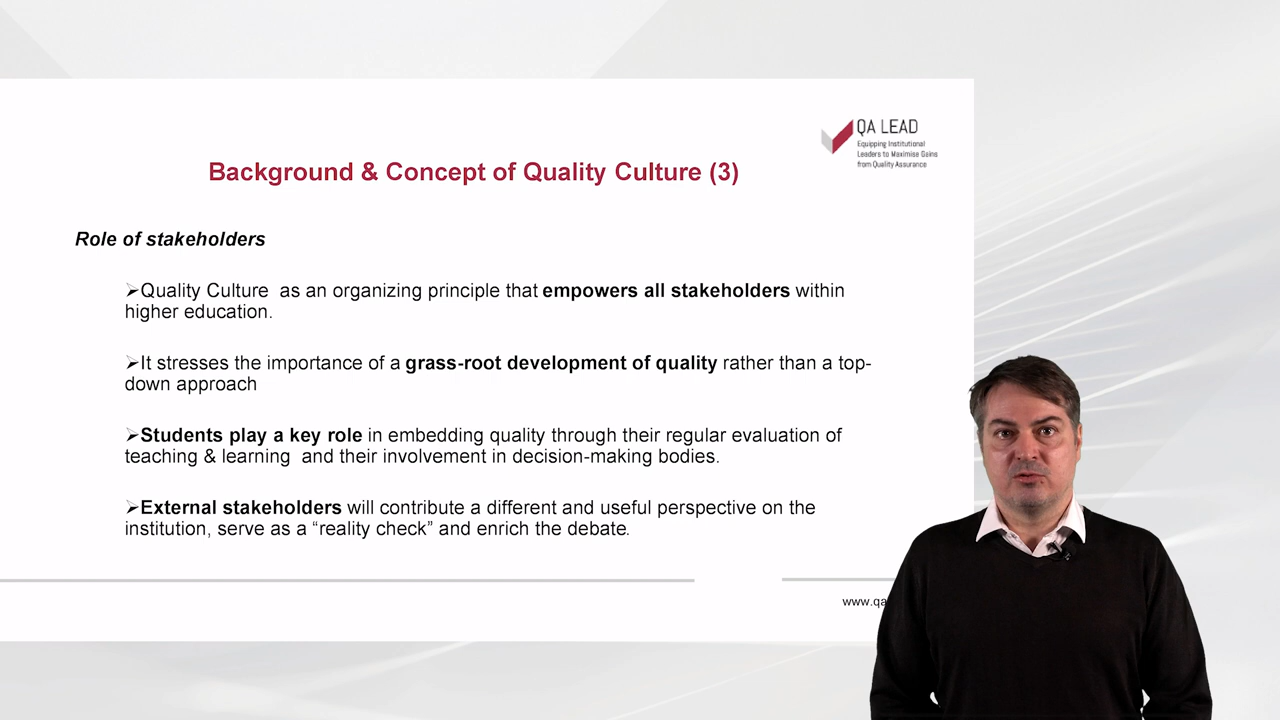 QA LEAD
Equipping Institutional
Leaders to Maximise Gains
from Quality Assurance
Background & Concept of Quality Culture (3)
Role of stakeholders
➢Quality Culture as an organizing principle that empowers all stakeholders within
higher education.
➢It stresses the importance of a grass-root development of quality rather than a top-
down approach
➢Students play a key role in embedding quality through their regular evaluation of
teaching & learning and their involvement in decision-making bodies.
➢External stakeholders will contribute a different and useful perspective on the
institution, serve as a “reality check” and enrich the debate.
www.qa